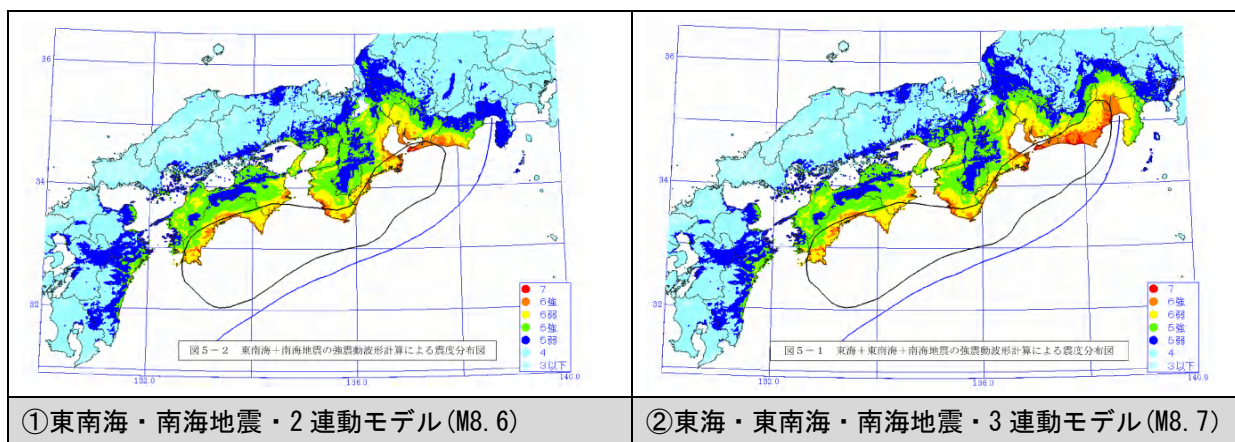 36
34
32
132.0
136.0
140.0
7
6強
6弱
5強
5弱
4
3以下
図5-2 東南海+南海地震の強震動波形計算による震度分布図
①東南海・南海地震・2連動モデル(M8.6)
36
34
32
132.0
136.0
140.0
7
6強
6弱
5強
5弱
4
3以下
図5-1 東海+東南海+南海地震の強震動波形計算による震度分布図
②東海・東南海・南海地震・3連動モデル(M8.7)